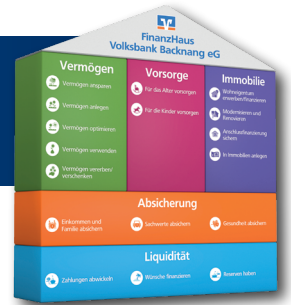 FinanzHaus
Volksbank Backnang eG
Vermögen
Vermögen ansparen
Vermögen anlegen
Vermögen optimieren
Vermögen verwenden
Vermögen vererben/
verschenken
Vorsorge
Für das Alter vorsorgen
Für die Kinder vorsorgen
Immobilie
Wohneigentum
erwerben/finanzieren
Modernisieren und
Renovieren
Anschlussfinanzierung
sichern
In Immobilien anlegen
Absicherung
Einkommen und
Familie absichern
Sachwerte absichern
Gesundheit absichern
Liquidität
Zahlungen abwickeln
Wünsche finanzieren
Reserven haben